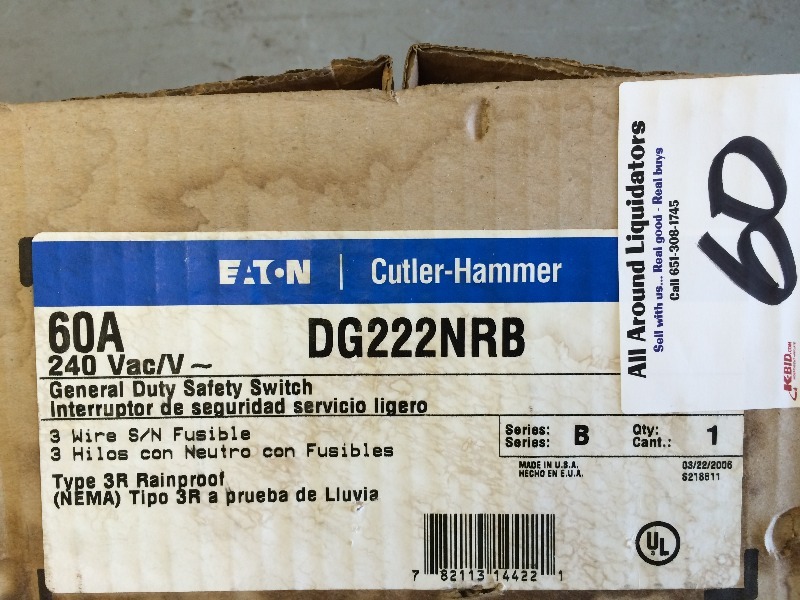 EATON | Cutler-Hammer
60A
240 Vac/V ~
DG222NRB
General Duty Safety Switch
Interruptor de seguridad servicio ligero
3 Wire S/N Fusible
3 Hilos con Neutro con Fusibles
Type 3R Rainproof
(NEMA) Tipo 3R a prueba de Lluvia
Series: B Qty: 1
Series: Cant.:
MADE IN U.S.A.
HECHO EN E.U.A.
03/22/2006
S218811
7 82113 14422 1
UL
All Around Liquidators
Sell with us... Real good - Real buys
Call 651-308-1745
60
K-BID.COM